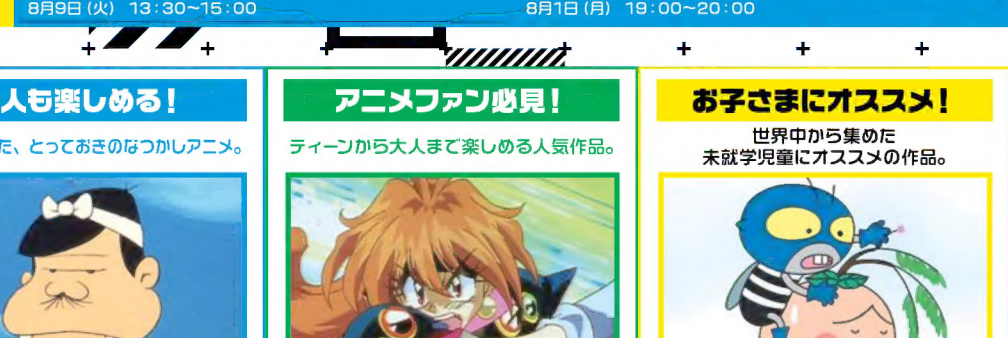 8月9日(火) 13:30~15:00
8月1日(月) 19:00~20:00
人も楽しめる!
た、とっておきのなつかしアニメ。
アニメファン必見!
ティーンから大人まで楽しめる人気作品。
お子さまにオススメ!
世界中から集めた
未就学児童にオススメの作品。